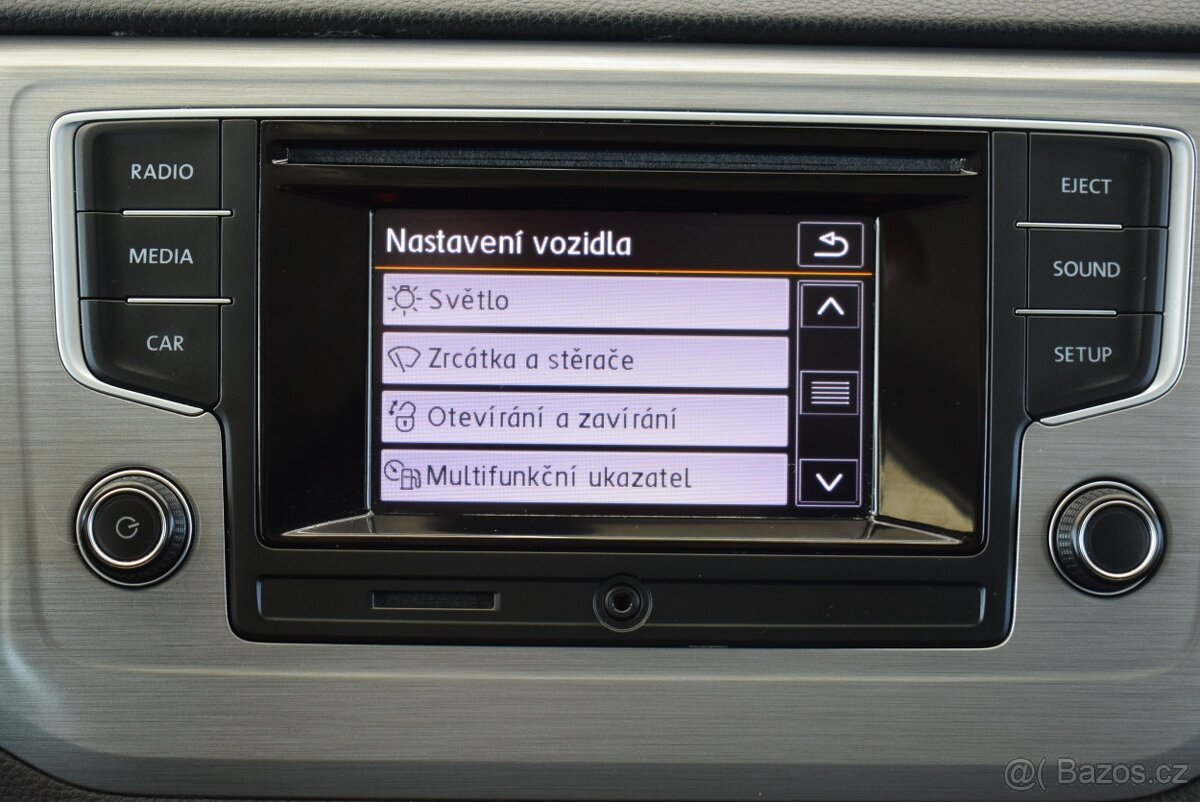 RADIO
MEDIA
CAR
Nastavení vozidla
Světlo
Zrcátka a stěrače
Otevírání a zavírání
Multifunkční ukazatel
EJECT
SOUND
SETUP
@( Bazos.cz